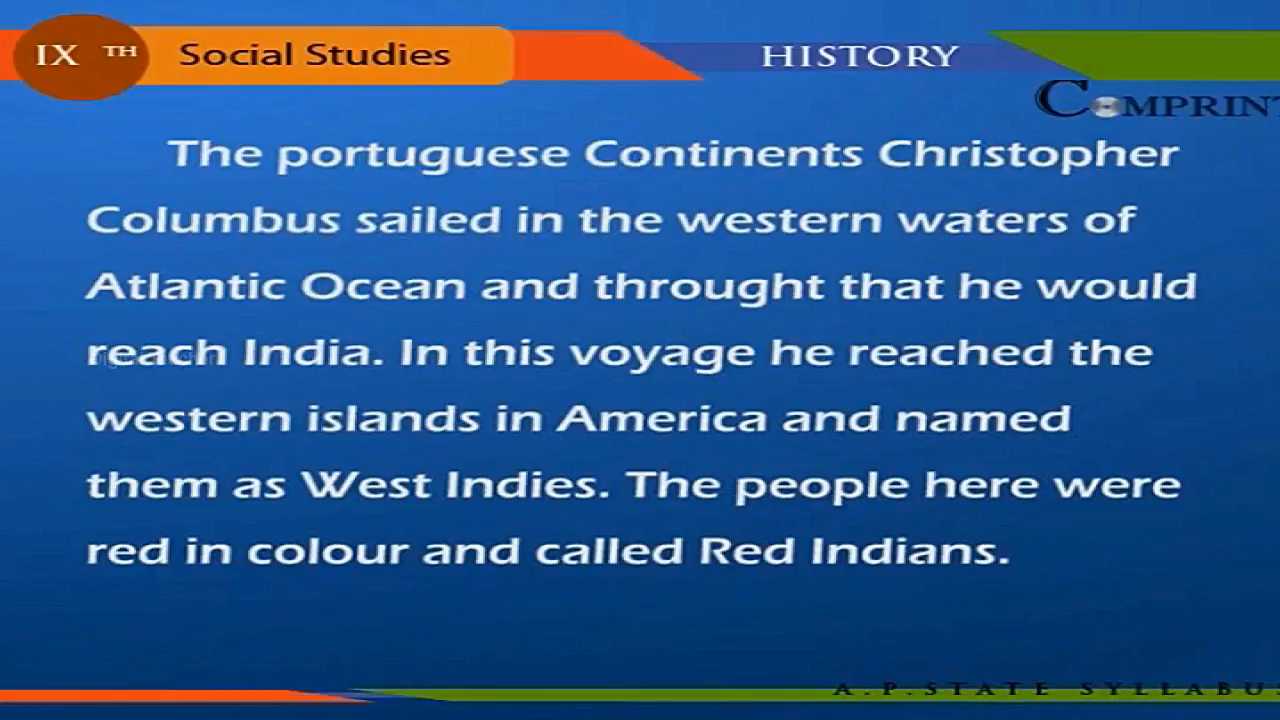 IX TH Social Studies HISTORY
COMPRINT
The portuguese Continents Christopher
Columbus sailed in the western waters of
Atlantic Ocean and throught that he would
reach India. In this voyage he reached the
western islands in America and named
them as West Indies. The people here were
red in colour and called Red Indians.
A.P.STATE SYLLABUS